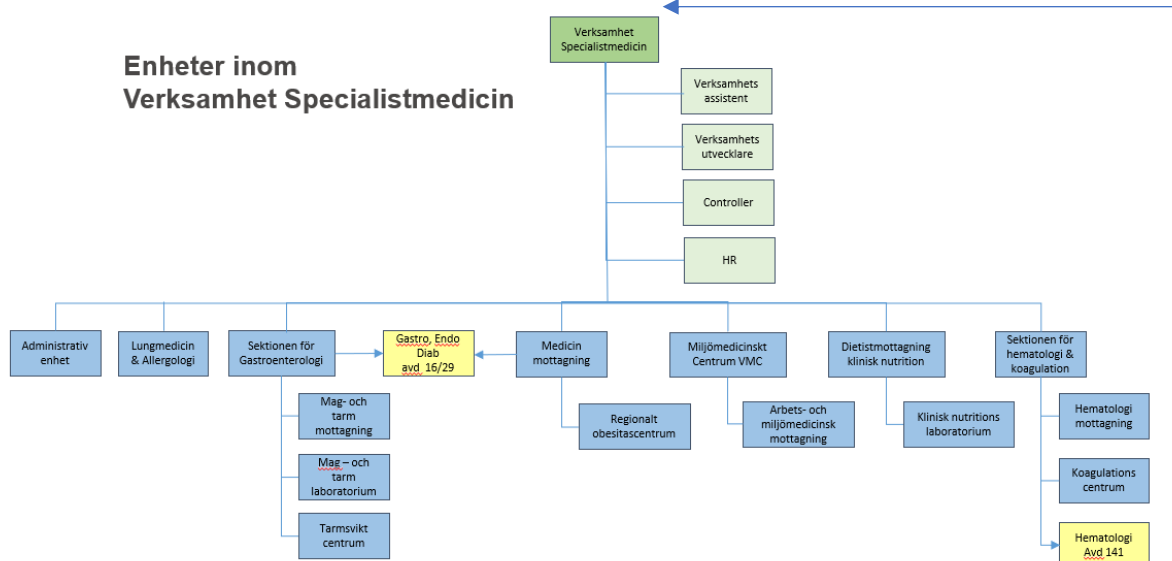 Enheter inom
Verksamhet Specialistmedicin
Verksamhet
Specialistmedicin
Verksamhets
assistent
Verksamhets
utvecklare
Controller
HR
Administrativ
enhet
Lungmedicin
& Allergologi
Sektionen för
Gastroenterologi
Gastro, Endo
Diab
avd 16/29
Medicin
mottagning
Miljömedicinskt
Centrum VMC
Dietistmottagning
klinisk nutrition
Sektionen för
hematologi &
koagulation
Mag- och
tarm
mottagning
Mag – och
tarm
laboratorium
Tarmsvikt
centrum
Regionalt
obesitascentrum
Arbets- och
miljömedicinsk
mottagning
Klinisk nutritions
laboratorium
Hematologi
mottagning
Koagulations
centrum
Hematologi
Avd 141